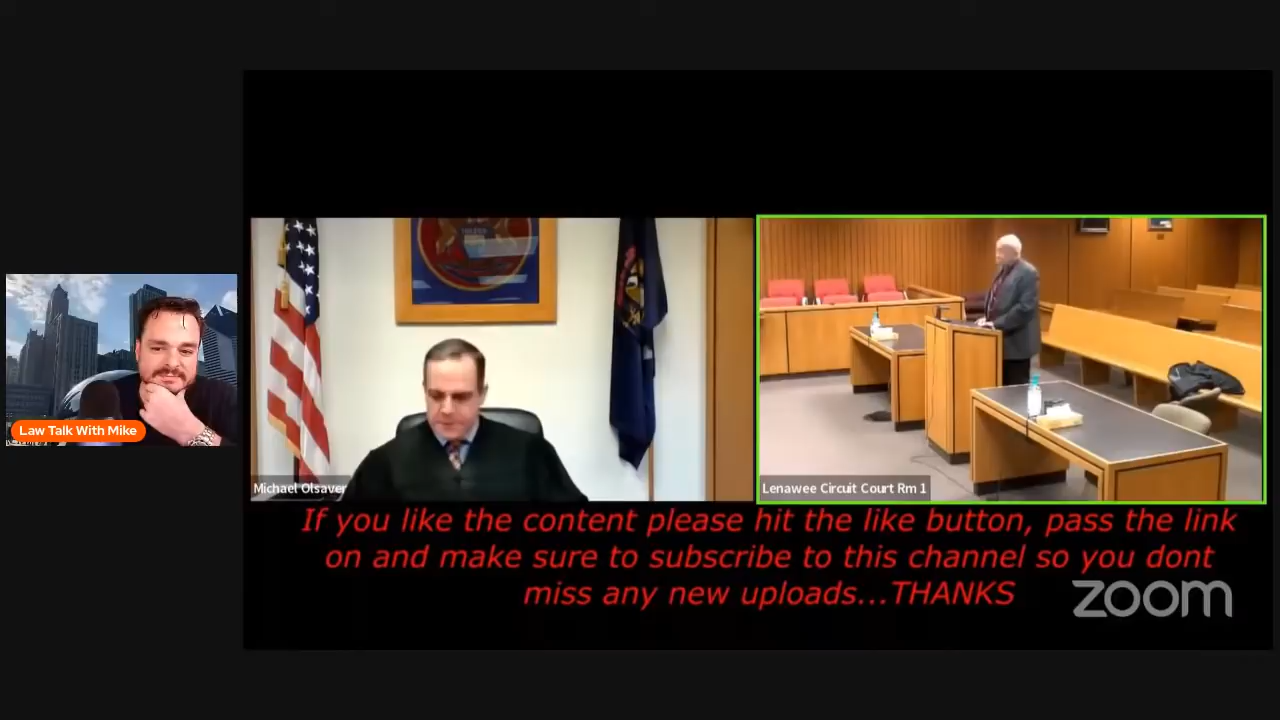 Law Talk With Mike
Michael Olsaver
Lenawee Circuit Court Rm 1
If you like the content please hit the like button, pass the link
on and make sure to subscribe to this channel so you dont
miss any new uploads...THANKS
zoom